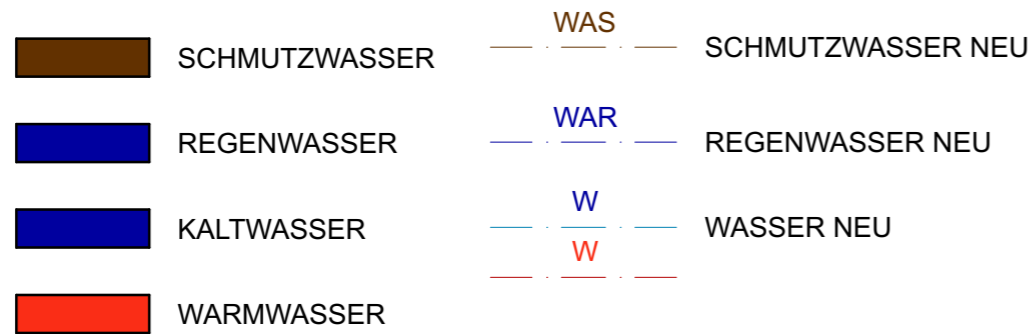 SCHMUTZWASSER
REGENWASSER
KALTWASSER
WARMWASSER
WAS
SCHMUTZWASSER NEU
WAR
REGENWASSER NEU
W
WASSER NEU
W